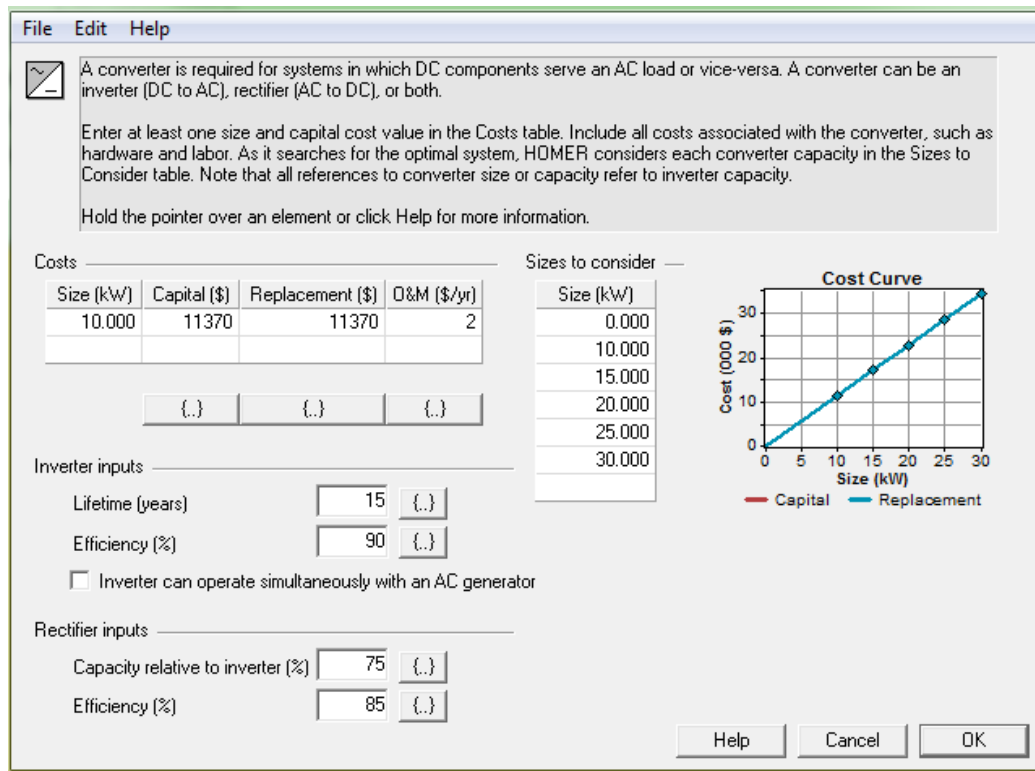 File Edit Help
A converter is required for systems in which DC components serve an AC load or vice-versa. A converter can be an
inverter (DC to AC), rectifier (AC to DC), or both.
Enter at least one size and capital cost value in the Costs table. Include all costs associated with the converter, such as
hardware and labor. As it searches for the optimal system, HOMER considers each converter capacity in the Sizes to
Consider table. Note that all references to converter size or capacity refer to inverter capacity.
Hold the pointer over an element or click Help for more information.
Costs
Size (kW) Capital ($) Replacement ($) O&M ($/yr)
10.000 11370 11370 2
{..} {..} {..}
Sizes to consider
Size (kW)
0.000
10.000
15.000
20.000
25.000
30.000
Cost Curve
Cost (000 $)
30
20
10
0
0 5 10 15 20 25 30
Size (kW)
Capital Replacement
Inverter inputs
Lifetime (years) 15 {..}
Efficiency (%) 90 {..}
Inverter can operate simultaneously with an AC generator
Rectifier inputs
Capacity relative to inverter (%) 75 {..}
Efficiency (%) 85 {..}
Help Cancel OK